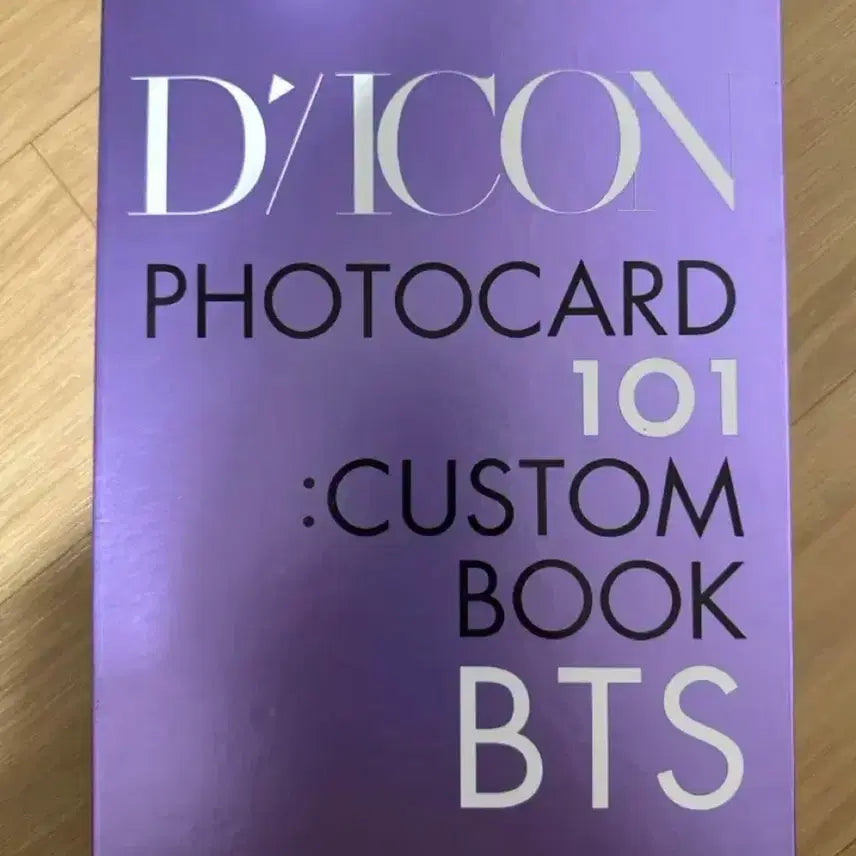 D'/ICON
PHOTOCARD
101
:CUSTOM
BOOK
BTS